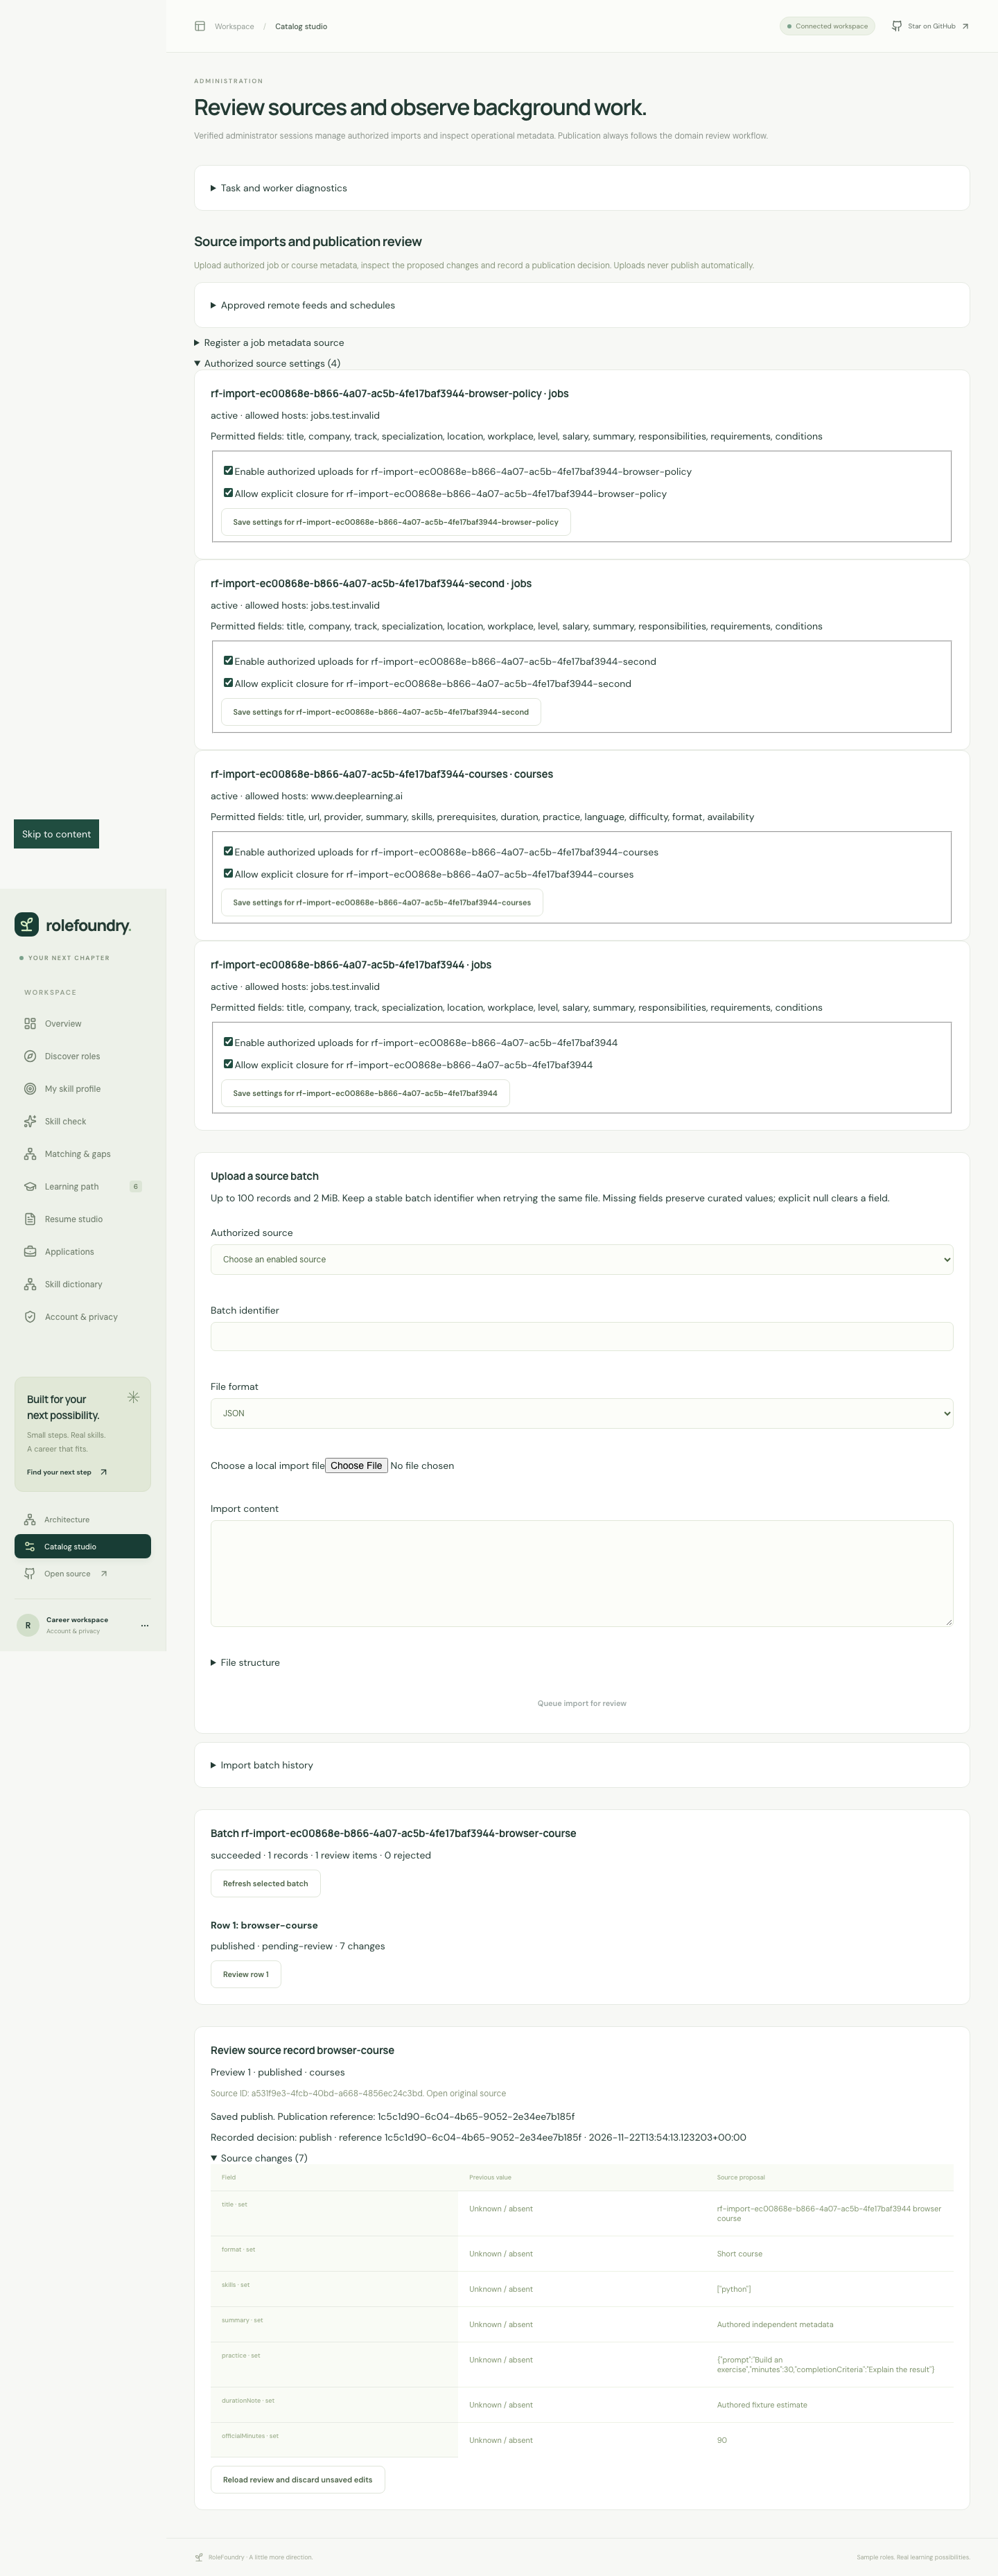 Workspace / Catalog studio
Connected workspace
Star on GitHub
ADMINISTRATION
Review sources and observe background work.
Verified administrator sessions manage authorized imports and inspect operational metadata. Publication always follows the domain review workflow.
Task and worker diagnostics
Source imports and publication review
Upload authorized job or course metadata, inspect the proposed changes and record a publication decision. Uploads never publish automatically.
Approved remote feeds and schedules
Register a job metadata source
Authorized source settings (4)
rf-import-ec00868e-b866-4a07-ac5b-4fe17baf3944-browser-policy · jobs
active · allowed hosts: jobs.test.invalid
Permitted fields: title, company, track, specialization, location, workplace, level, salary, summary, responsibilities, requirements, conditions
Enable authorized uploads for rf-import-ec00868e-b866-4a07-ac5b-4fe17baf3944-browser-policy
Allow explicit closure for rf-import-ec00868e-b866-4a07-ac5b-4fe17baf3944-browser-policy
Save settings for rf-import-ec00868e-b866-4a07-ac5b-4fe17baf3944-browser-policy
rf-import-ec00868e-b866-4a07-ac5b-4fe17baf3944-second · jobs
active · allowed hosts: jobs.test.invalid
Permitted fields: title, company, track, specialization, location, workplace, level, salary, summary, responsibilities, requirements, conditions
Enable authorized uploads for rf-import-ec00868e-b866-4a07-ac5b-4fe17baf3944-second
Allow explicit closure for rf-import-ec00868e-b866-4a07-ac5b-4fe17baf3944-second
Save settings for rf-import-ec00868e-b866-4a07-ac5b-4fe17baf3944-second
rf-import-ec00868e-b866-4a07-ac5b-4fe17baf3944-courses · courses
active · allowed hosts: www.deeplearning.ai
Permitted fields: title, url, provider, summary, skills, prerequisites, duration, practice, language, difficulty, format, availability
Enable authorized uploads for rf-import-ec00868e-b866-4a07-ac5b-4fe17baf3944-courses
Allow explicit closure for rf-import-ec00868e-b866-4a07-ac5b-4fe17baf3944-courses
Save settings for rf-import-ec00868e-b866-4a07-ac5b-4fe17baf3944-courses
rf-import-ec00868e-b866-4a07-ac5b-4fe17baf3944 · jobs
active · allowed hosts: jobs.test.invalid
Permitted fields: title, company, track, specialization, location, workplace, level, salary, summary, responsibilities, requirements, conditions
Enable authorized uploads for rf-import-ec00868e-b866-4a07-ac5b-4fe17baf3944
Allow explicit closure for rf-import-ec00868e-b866-4a07-ac5b-4fe17baf3944
Save settings for rf-import-ec00868e-b866-4a07-ac5b-4fe17baf3944
Skip to content
rolefoundry.
YOUR NEXT CHAPTER
WORKSPACE
Overview
Discover roles
My skill profile
Skill check
Matching & gaps
Learning path 6
Resume studio
Applications
Skill dictionary
Account & privacy
Built for your
next possibility.
Small steps. Real skills.
A career that fits.
Find your next step
Architecture
Catalog studio
Open source
R
Career workspace
Account & privacy
Upload a source batch
Up to 100 records and 2 MiB. Keep a stable batch identifier when retrying the same file. Missing fields preserve curated values; explicit null clears a field.
Authorized source
Choose an enabled source
Batch identifier
File format
JSON
Choose a local import file Choose File No file chosen
Import content
File structure
Queue import for review
Import batch history
Batch rf-import-ec00868e-b866-4a07-ac5b-4fe17baf3944-browser-course
succeeded · 1 records · 1 review items · 0 rejected
Refresh selected batch
Row 1: browser-course
published · pending-review · 7 changes
Review row 1
Review source record browser-course
Preview 1 · published · courses
Source ID: a531f9e3-4fcb-40bd-a668-4856ec24c3bd. Open original source
Saved publish. Publication reference: 1c5c1d90-6c04-4b65-9052-2e34ee7b185f
Recorded decision: publish · reference 1c5c1d90-6c04-4b65-9052-2e34ee7b185f · 2026-11-22T13:54:13.123203+00:00
Source changes (7)
Field Previous value Source proposal
title · set Unknown / absent rf-import-ec00868e-b866-4a07-ac5b-4fe17baf3944 browser
course
format · set Unknown / absent Short course
skills · set Unknown / absent ["python"]
summary · set Unknown / absent Authored independent metadata
practice · set Unknown / absent {"prompt":"Build an
exercise","minutes":30,"completionCriteria":"Explain the result"}
durationNote · set Unknown / absent Authored fixture estimate
officialMinutes · set Unknown / absent 90
Reload review and discard unsaved edits
RoleFoundry · A little more direction.
Sample roles. Real learning possibilities.